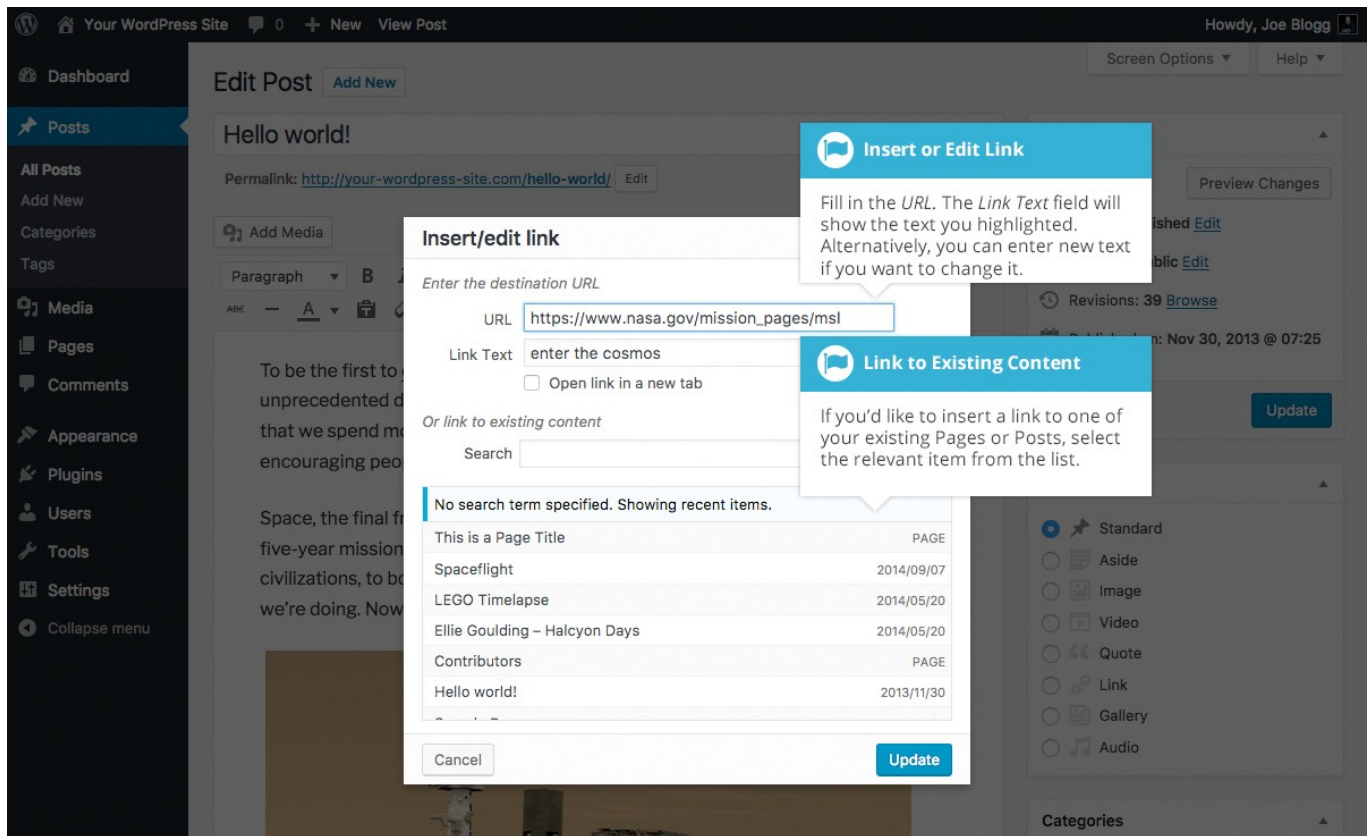 Your WordPress Site 0 + New View Post
Howdy, Joe Blogg
Screen Options
Help
Dashboard
Posts
All Posts
Add New
Categories
Tags
Media
Pages
Comments
Appearance
Plugins
Users
Tools
Settings
Collapse menu
Edit Post Add New
Hello world!
Permalink: http://your-wordpress-site.com/hello-world/ Edit
Add Media
Paragraph B
ABC A
To be the first to
unprecedented
that we spend
encouraging
Space, the final
five-year mission
civilizations, to
we're doing. Now
Insert/edit link
Enter the destination URL
URL https://www.nasa.gov/mission_pages/msl
Link Text enter the cosmos
Open link in a new tab
Or link to existing content
Search
No search term specified. Showing recent items.
This is a Page Title PAGE
Spaceflight 2014/09/07
LEGO Timelapse 2014/05/20
Ellie Goulding – Halcyon Days 2014/05/20
Contributors PAGE
Hello world! 2013/11/30
Cancel Update
Insert or Edit Link
Fill in the URL. The Link Text field will
show the text you highlighted.
Alternatively, you can enter new text
if you want to change it.
Link to Existing Content
If you'd like to insert a link to one of
your existing Pages or Posts, select
the relevant item from the list.
Preview Changes
Edit
Edit
Revisions: 39 Browse
Nov 30, 2013 @ 07:25
Update
Standard
Aside
Image
Video
Quote
Link
Gallery
Audio
Categories